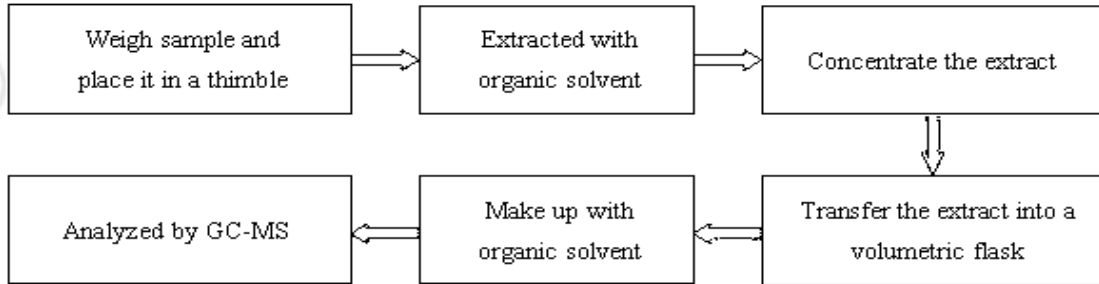 Weigh sample and
place it in a thimble
Extracted with
organic solvent
Concentrate the extract
Transfer the extract into a
volumetric flask
Make up with
organic solvent
Analyzed by GC-MS